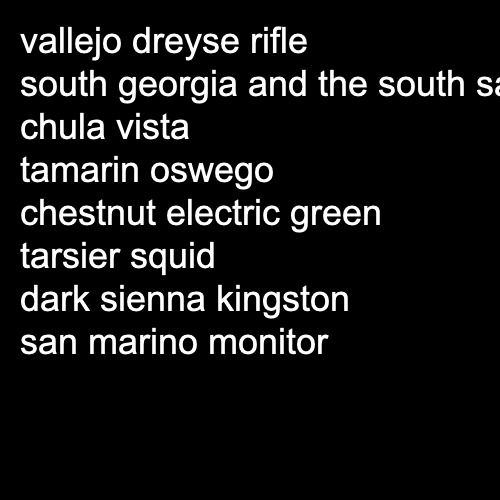 vallejo dreyse rifle
south georgia and the south
chula vista
tamarin oswego
chestnut electric green
tarsier squid
dark sienna kingston
san marino monitor